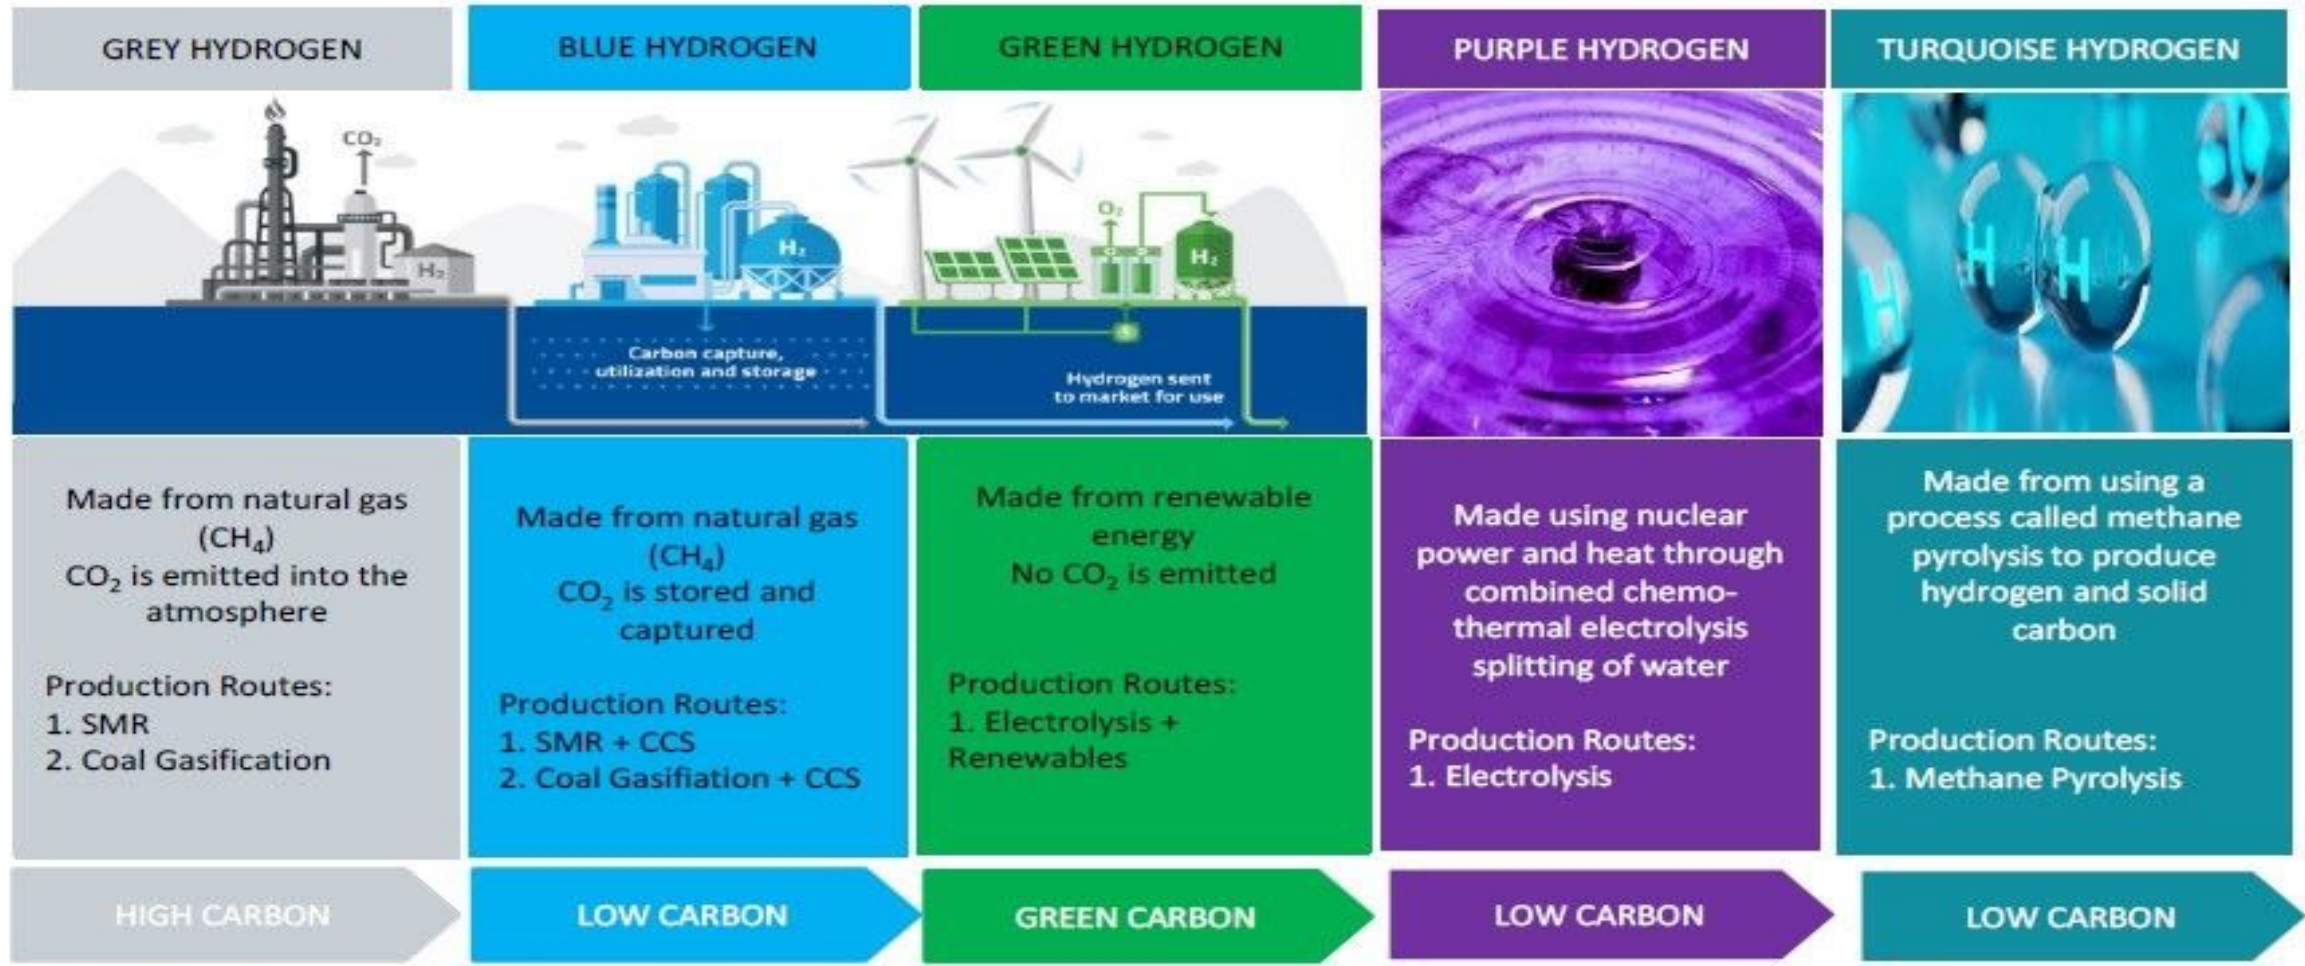 GREY HYDROGEN
BLUE HYDROGEN
GREEN HYDROGEN
PURPLE HYDROGEN
TURQUOISE HYDROGEN
CO₂
H₂
H₂
Carbon capture,
utilization and storage
O₂
H₂
Hydrogen sent
to market for use
H
H
H
Made from natural gas
(CH₄)
CO₂ is emitted into the
atmosphere
Production Routes:
1. SMR
2. Coal Gasification
Made from natural gas
(CH₄)
CO₂ is stored and
captured
Production Routes:
1. SMR + CCS
2. Coal Gasifiation + CCS
Made from renewable
energy
No CO₂ is emitted
Production Routes:
1. Electrolysis +
Renewables
Made using nuclear
power and heat through
combined chemo-
thermal electrolysis
splitting of water
Production Routes:
1. Electrolysis
Made from using a
process called methane
pyrolysis to produce
hydrogen and solid
carbon
Production Routes:
1. Methane Pyrolysis
HIGH CARBON
LOW CARBON
GREEN CARBON
LOW CARBON
LOW CARBON